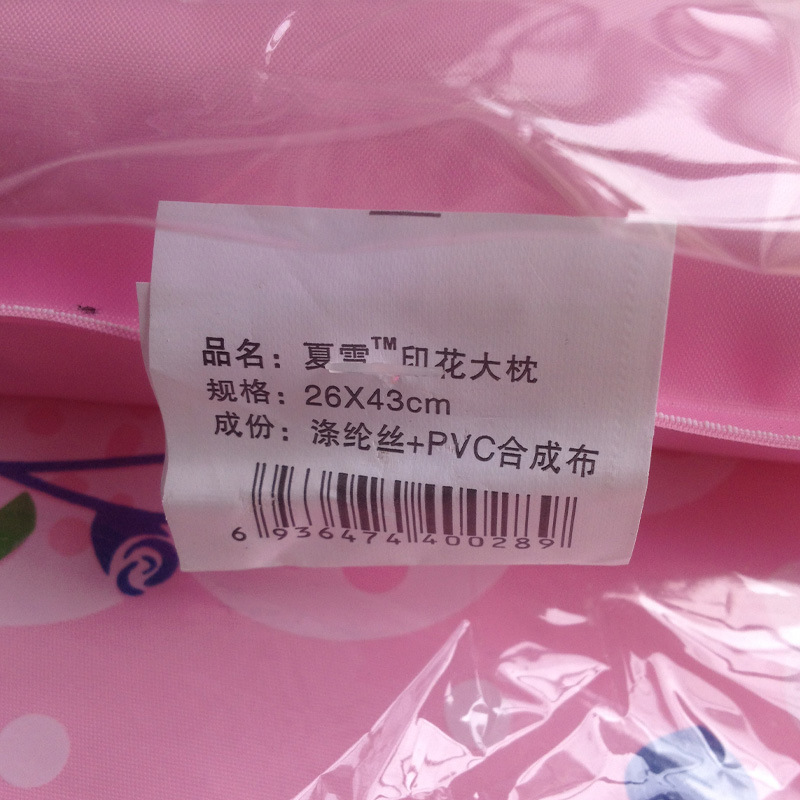 品名：夏雪™印花大枕
规格：26X43cm
成份：涤纶丝+PVC合成布
6 936474 400289